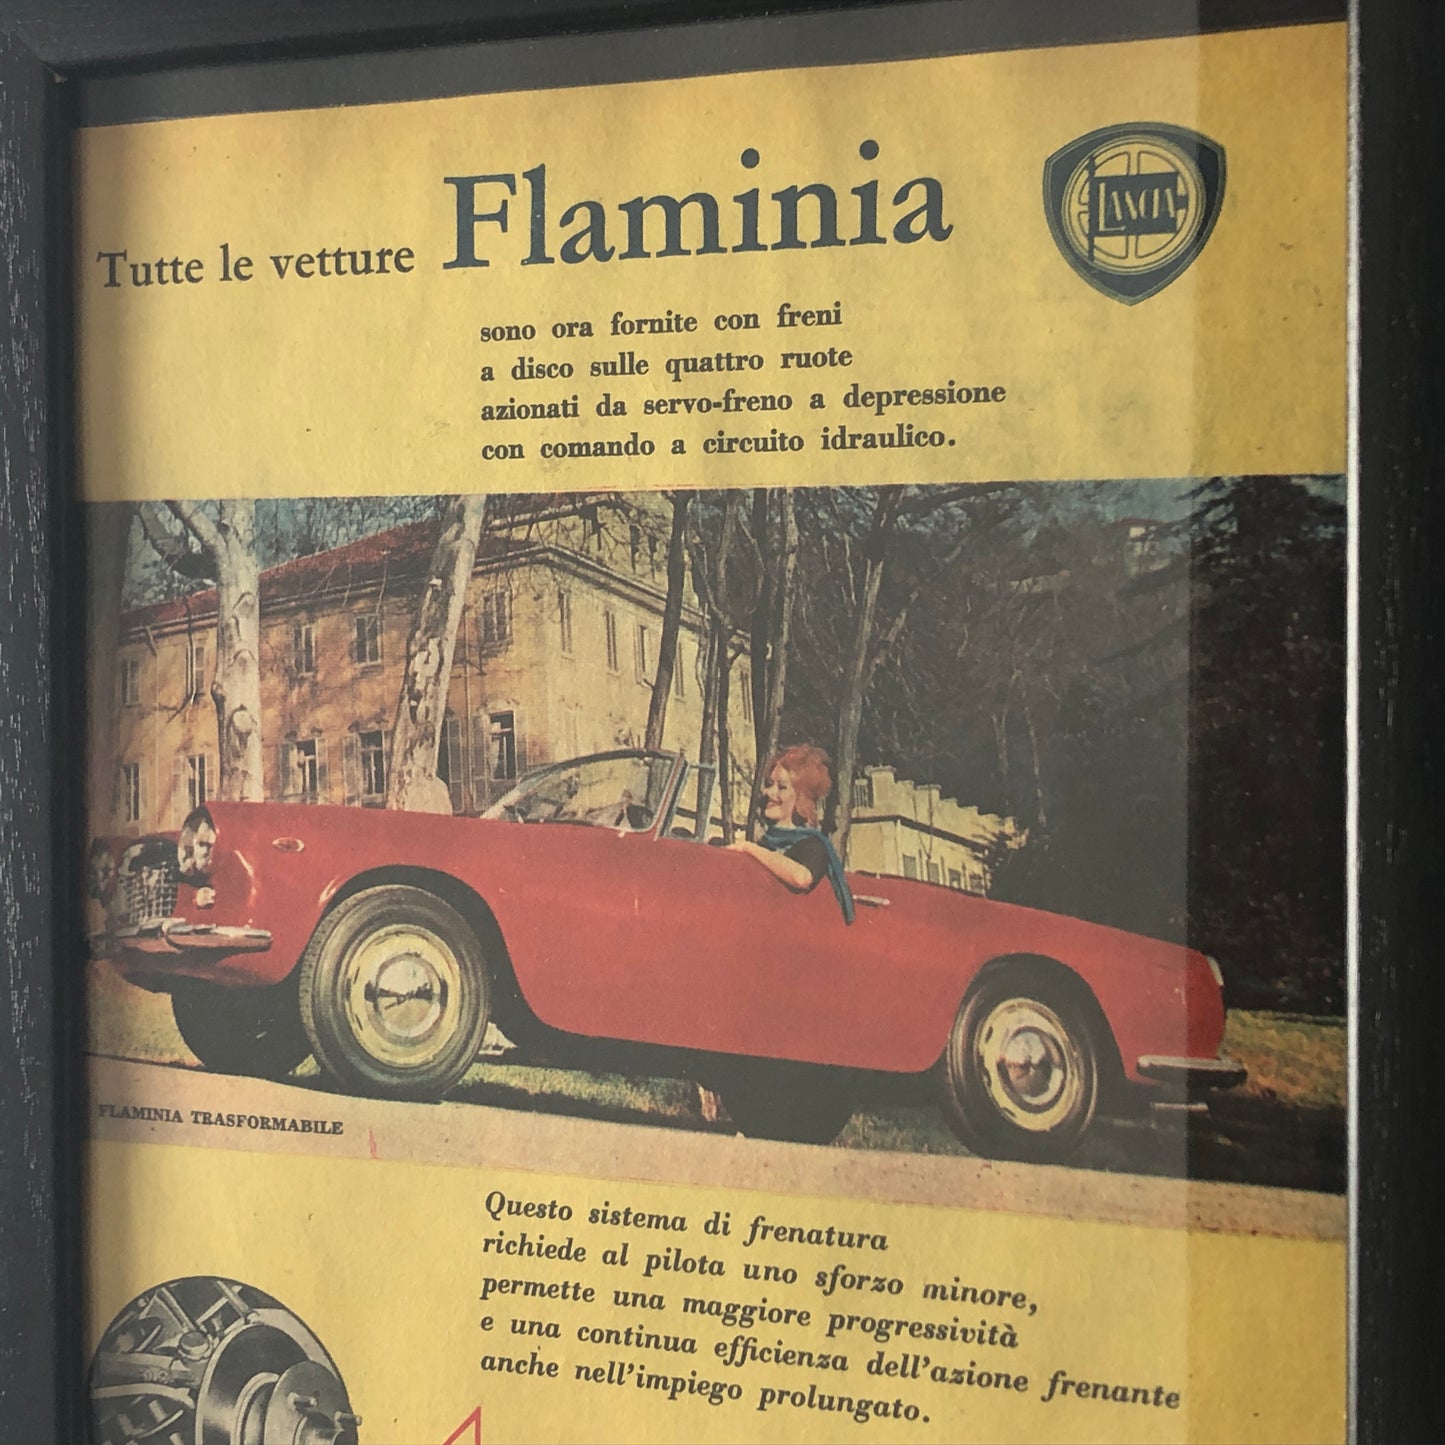 Tutte le vetture Flaminia
LANCIA
sono ora fornite con freni
a disco sulle quattro ruote
azionati da servo-freno a depressione
con comando a circuito idraulico.
FLAMINIA TRASFORMABILE
Questo sistema di frenatura
richiede al pilota uno sforzo minore,
permette una maggiore progressività
e una continua efficienza dell'azione frenante
anche nell'impiego prolungato.